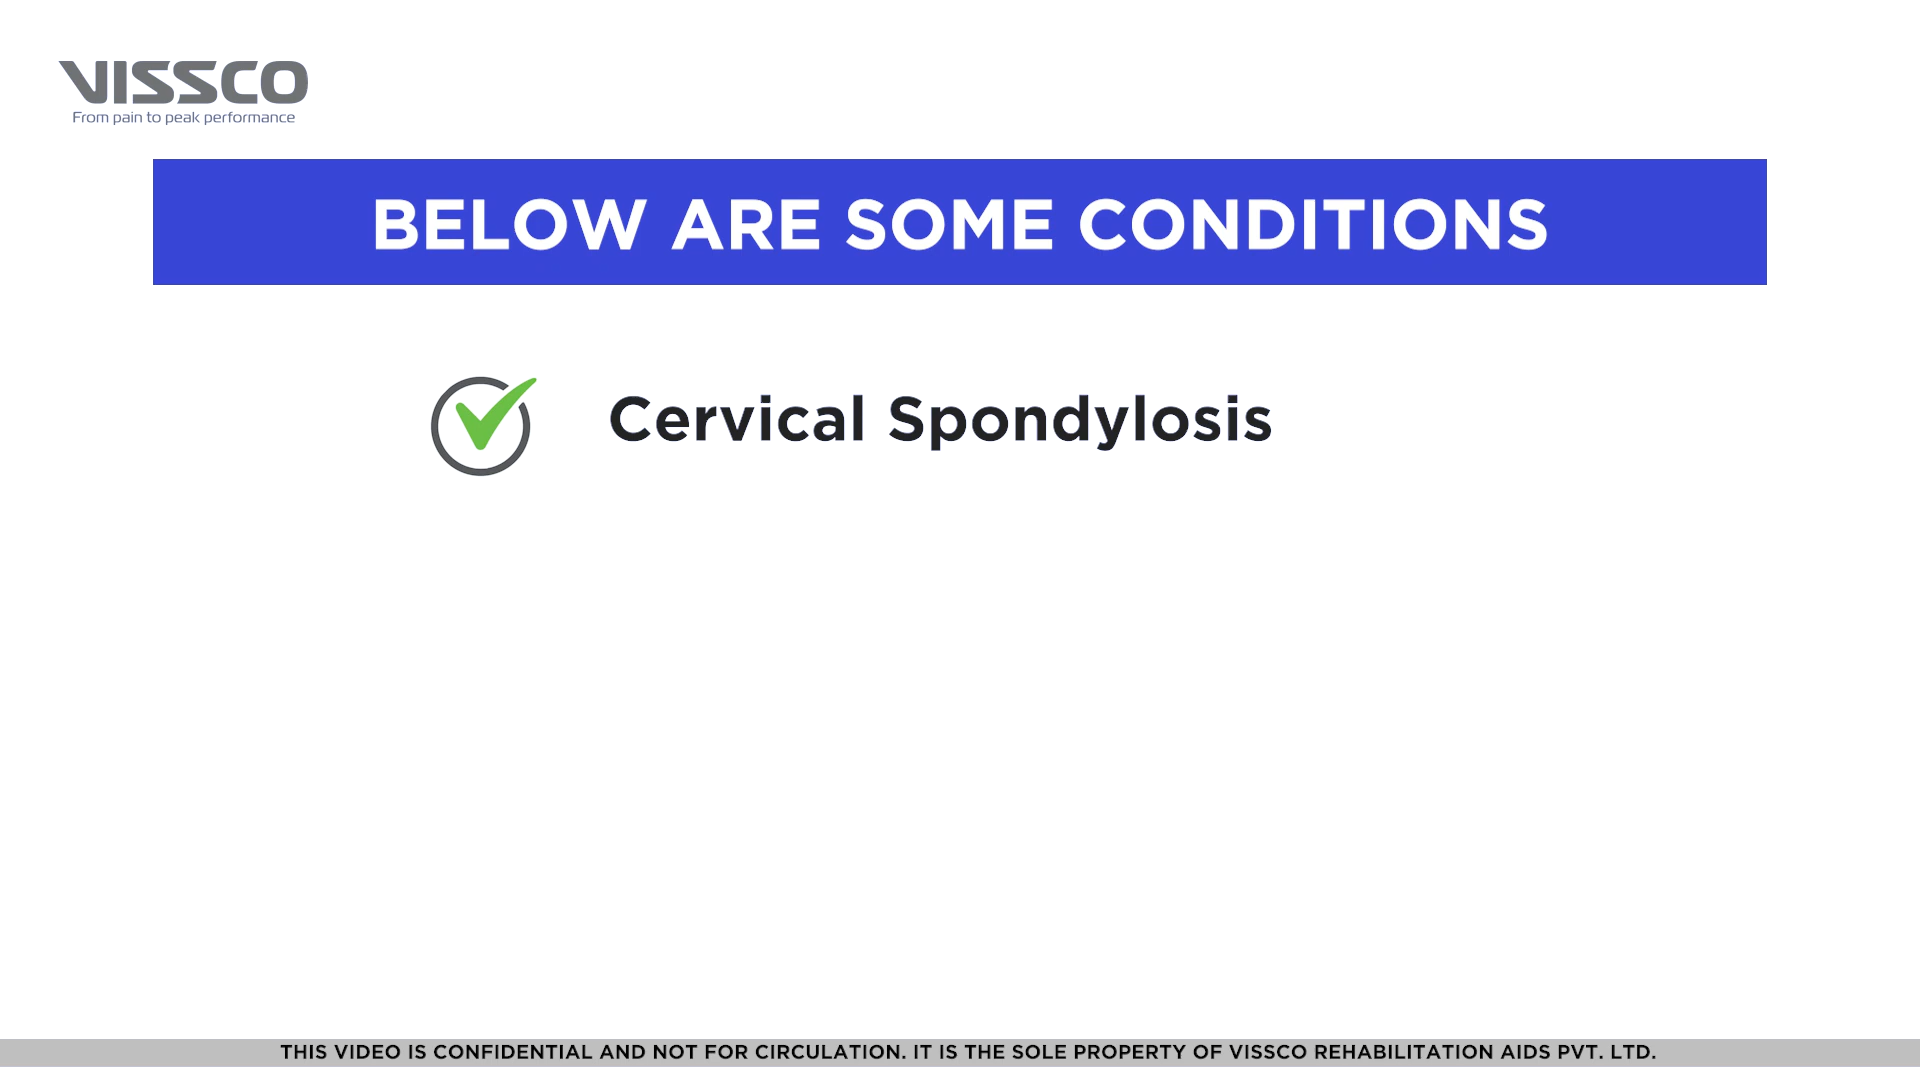 VISSCO
From pain to peak performance
BELOW ARE SOME CONDITIONS
Cervical Spondylosis
THIS VIDEO IS CONFIDENTIAL AND NOT FOR CIRCULATION. IT IS THE SOLE PROPERTY OF VISSCO REHABILITATION AIDS PVT. LTD.